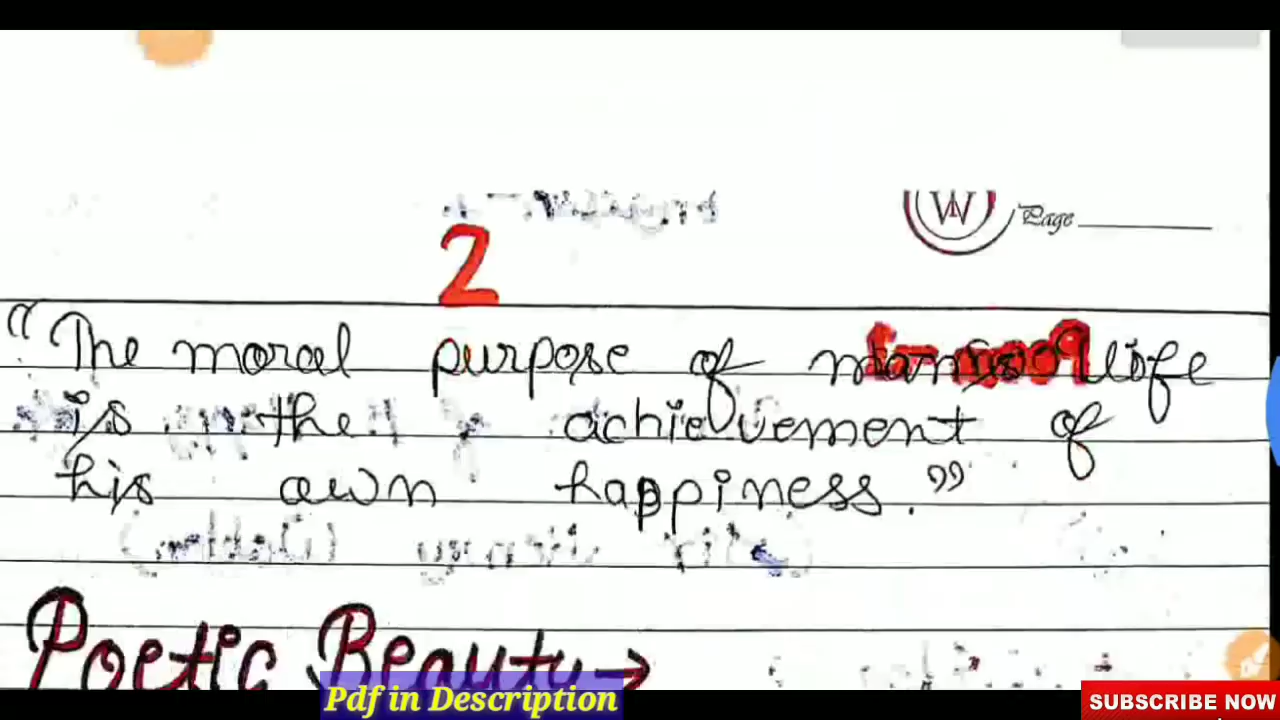 Page
2
"The moral purpose of man's life
is the achievement of
his own happiness."
Poetic Beauty →
Pdf in Description
SUBSCRIBE NOW